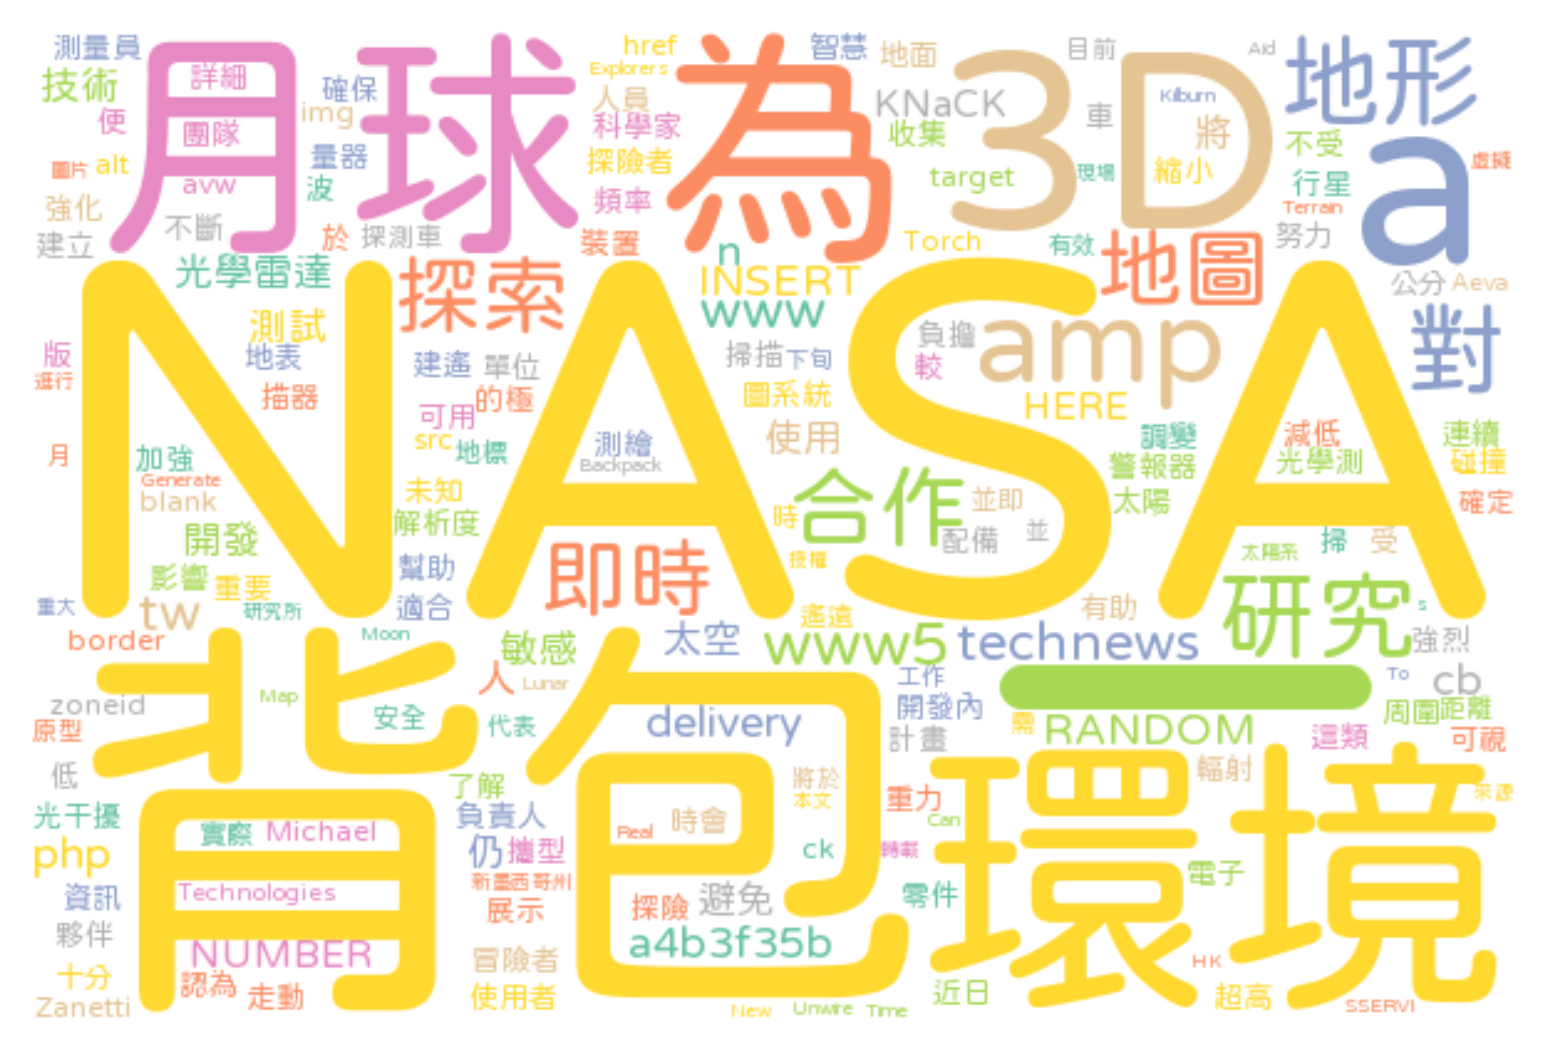 測量員 月球 href 為 智慧 地面 3D 目前 Aid 地形
技術 詳細 確保 Explorers 人員 KNaCK Kilburn
便 團隊 img 科學家 收集 車 將 不受 a
圖片 alt avw 量器 波 探險者 頻率 target 現場 縮小 行星 虛擬
強化 不斷 於 探測車 裝置 n Torch 有效 Terrain 努力
建立 光學雷達 探索 INSERT 地圖 公分 Aeva
NASA
測試 www 負擔 amp 對
版 地表 建遙 單位 掃描 下旬 較
進行 描器 可用 的極 圖系統 HERE
月 加強 src 地標 測繪 使用 調變 減低 連續
Generate Backpack 警報器 光學測 碰撞
blank 未知 合作 並即 太陽 確定
開發 解析度 時 配備 並 掃 受
影響 重要 幫助 即時 授權 太陽系 研究
重大 tw 研究所 適合 遙遠 有助 s
border Moon 敏感 太空 www5 technews 強烈
背包 人 Lunar 工作 一 To cb
zoneid Map 安全 代表 delivery 開發內 周圍 距離
原型 計畫 需 RANDOM 這類 可視
低 了解 將於 環境 輻射
光干擾 負責人 本文 重力 來源
php 實際 Michael 仍 攜型 Real 時會 ck Can 轉載
資訊 Technologies 新墨西哥州 探險 避免 零件 電子
夥伴 NUMBER 展示 a4b3f35b
十分 認為 走動 冒險者 近日 HK 超高
Zanetti 使用者 New Unwire Time SSERVI